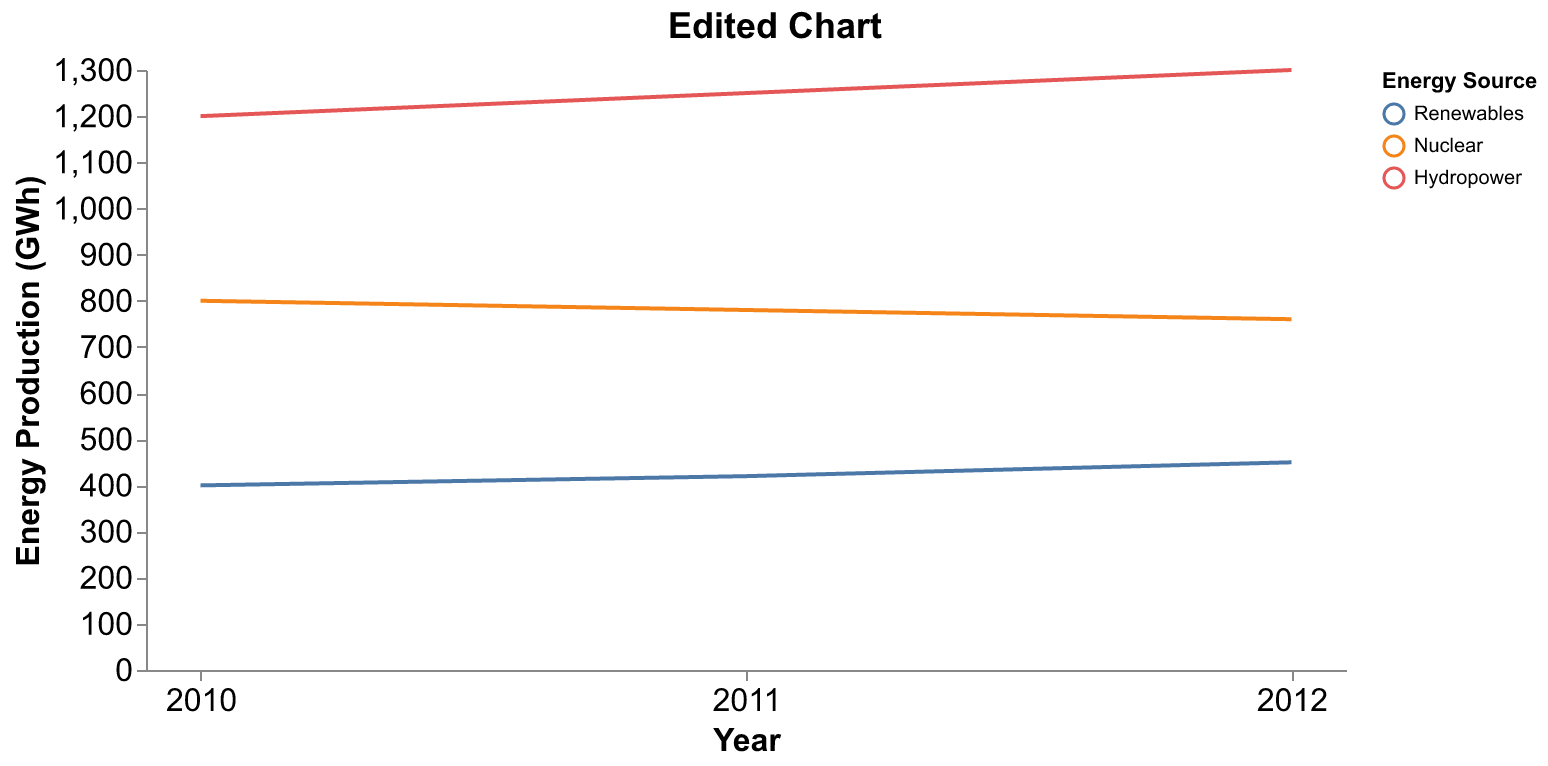 Edited Chart
1,300
1,200
1,100
1,000
900
800
700
600
500
400
300
200
100
0
Energy Production (GWh)
2010
2011
2012
Year
Energy Source
Renewables
Nuclear
Hydropower